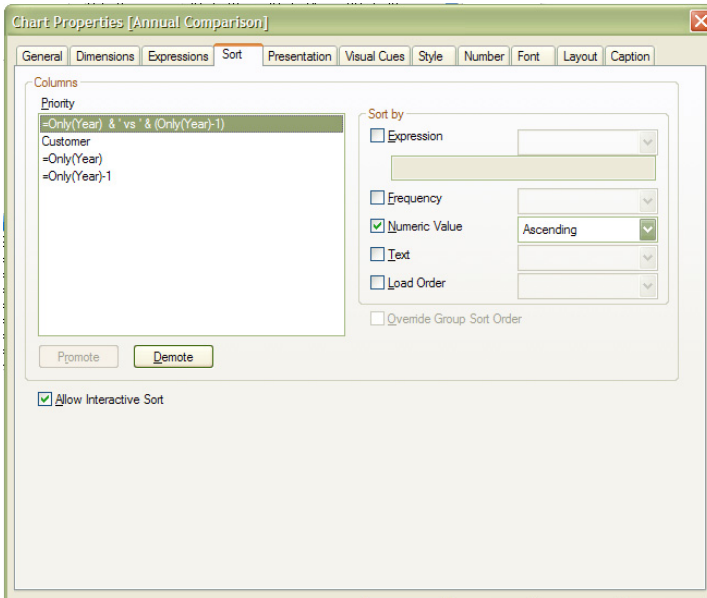 Chart Properties [Annual Comparison]
General Dimensions Expressions Sort Presentation Visual Cues Style Number Font Layout Caption
Columns
Priority
=Only(Year) & ' vs ' & (Only(Year)-1)
Customer
=Only(Year)
=Only(Year)-1
Sort by
Expression
Frequency
Numeric Value Ascending
Text
Load Order
Override Group Sort Order
Promote Demote
Allow Interactive Sort